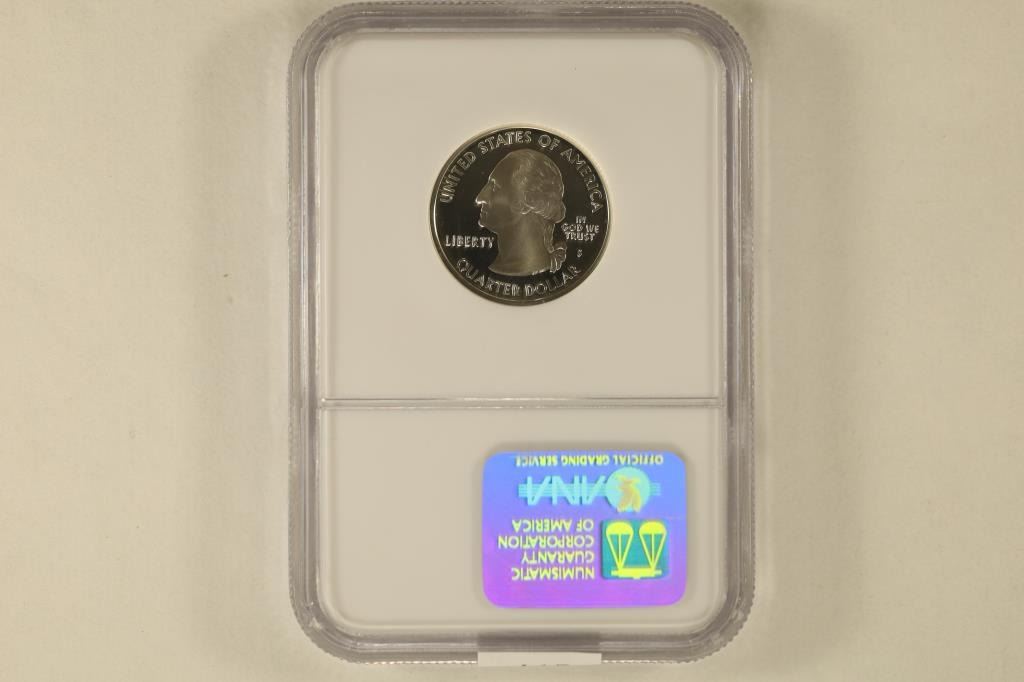 UNITED STATES OF AMERICA
LIBERTY
IN
GOD WE
TRUST
S
QUARTER DOLLAR
NUMISMATIC
GUARANTY
CORPORATION
OF AMERICA
ANA
OFFICIAL GRADING SERVICE